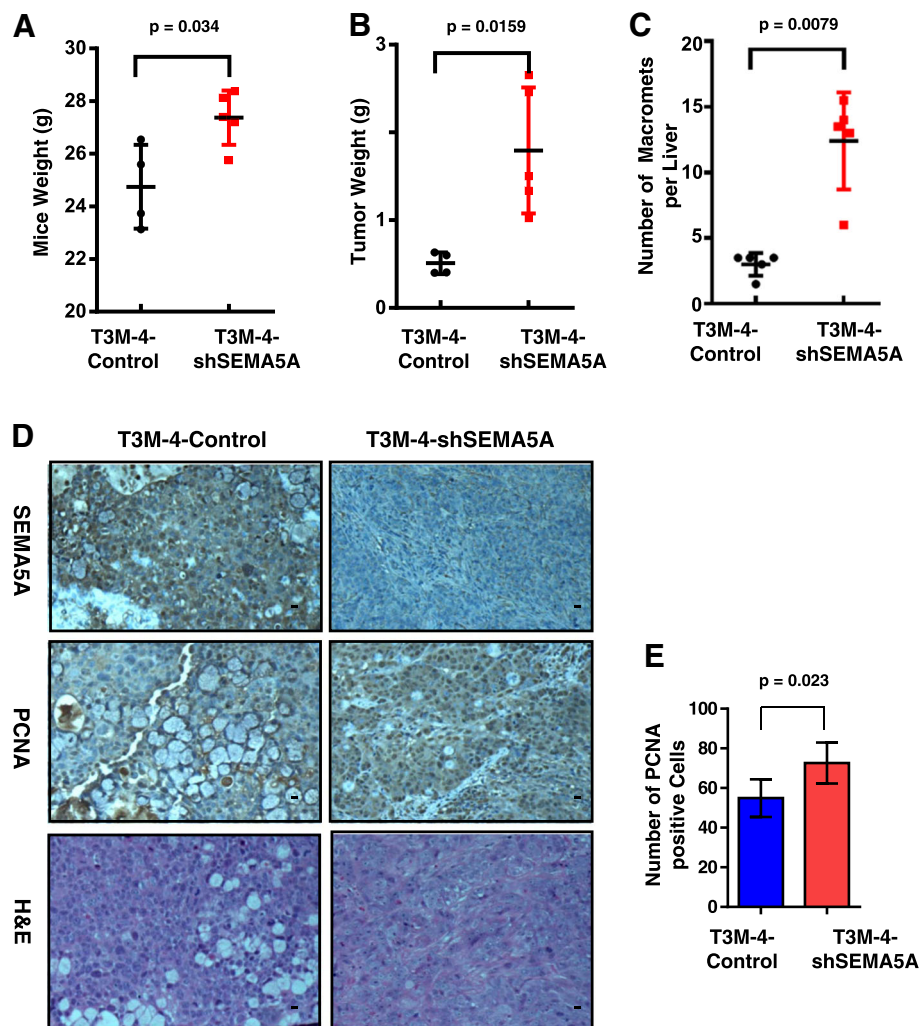 A
p = 0.034
Mice Weight (g)
30
28
26
24
22
20
T3M-4-
Control
T3M-4-
shSEMA5A
B
p = 0.0159
Tumor Weight (g)
3
1
0
T3M-4-
Control
T3M-4-
shSEMA5A
C
p = 0.0079
Number of Macromets
per Liver
20
15
10
5
0
T3M-4-
Control
T3M-4-
shSEMA5A
D
T3M-4-Control
T3M-4-shSEMA5A
SEMA5A
PCNA
H&E
E
p = 0.023
Number of PCNA
positive Cells
100
80
60
40
20
0
T3M-4-
Control
T3M-4-
shSEMA5A